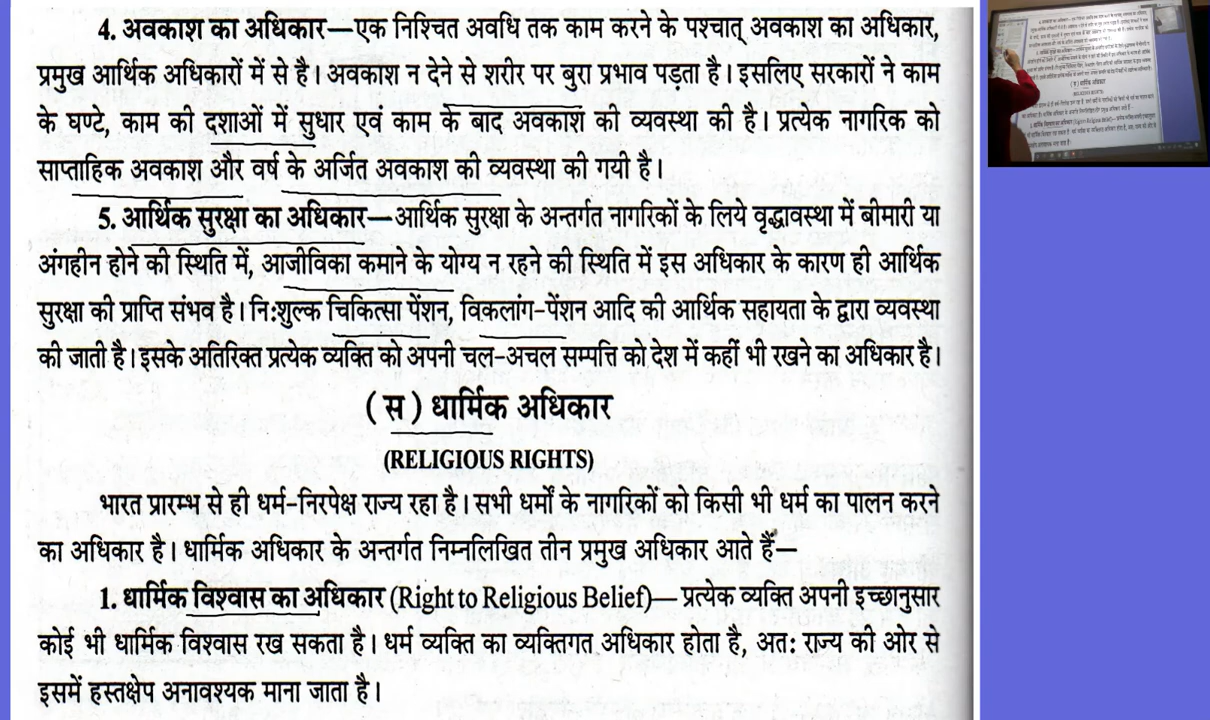 4. अवकाश का अधिकार—एक निश्चित अवधि तक काम करने के पश्चात् अवकाश का अधिकार,
प्रमुख आर्थिक अधिकारों में से है। अवकाश न देने से शरीर पर बुरा प्रभाव पड़ता है। इसलिए सरकारों ने काम
के घण्टे, काम की दशाओं में सुधार एवं काम के बाद अवकाश की व्यवस्था की है। प्रत्येक नागरिक को
साप्ताहिक अवकाश और वर्ष के अर्जित अवकाश की व्यवस्था की गयी है।
5. आर्थिक सुरक्षा का अधिकार—आर्थिक सुरक्षा के अन्तर्गत नागरिकों के लिये वृद्धावस्था में बीमारी या
अंगहीन होने की स्थिति में, आजीविका कमाने के योग्य न रहने की स्थिति में इस अधिकार के कारण ही आर्थिक
सुरक्षा की प्राप्ति संभव है। नि:शुल्क चिकित्सा पेंशन, विकलांग-पेंशन आदि की आर्थिक सहायता के द्वारा व्यवस्था
की जाती है। इसके अतिरिक्त प्रत्येक व्यक्ति को अपनी चल-अचल सम्पत्ति को देश में कहीं भी रखने का अधिकार है।
( स ) धार्मिक अधिकार
(RELIGIOUS RIGHTS)
भारत प्रारम्भ से ही धर्म-निरपेक्ष राज्य रहा है। सभी धर्मों के नागरिकों को किसी भी धर्म का पालन करने
का अधिकार है। धार्मिक अधिकार के अन्तर्गत निम्नलिखित तीन प्रमुख अधिकार आते हैं—
1. धार्मिक विश्वास का अधिकार (Right to Religious Belief)— प्रत्येक व्यक्ति अपनी इच्छानुसार
कोई भी धार्मिक विश्वास रख सकता है। धर्म व्यक्ति का व्यक्तिगत अधिकार होता है, अत: राज्य की ओर से
इसमें हस्तक्षेप अनावश्यक माना जाता है।